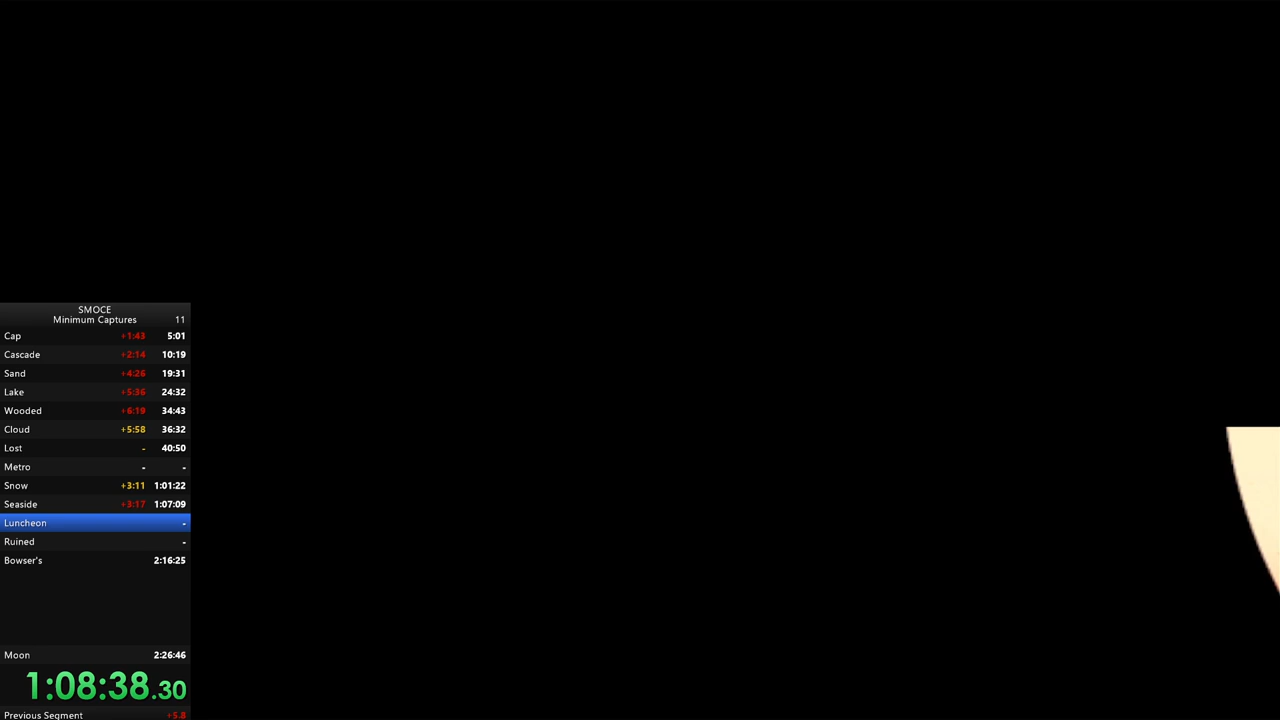 SMOCE
Minimum Captures 11
Cap +1:43 5:01
Cascade +2:14 10:19
Sand +4:26 19:31
Lake +5:36 24:32
Wooded +6:19 34:43
Cloud +5:58 36:32
Lost - 40:50
Metro - -
Snow +3:11 1:01:22
Seaside +3:17 1:07:09
Luncheon -
Ruined -
Bowser's 2:16:25
Moon 2:26:46
1:08:38.30
Previous Segment +5.8